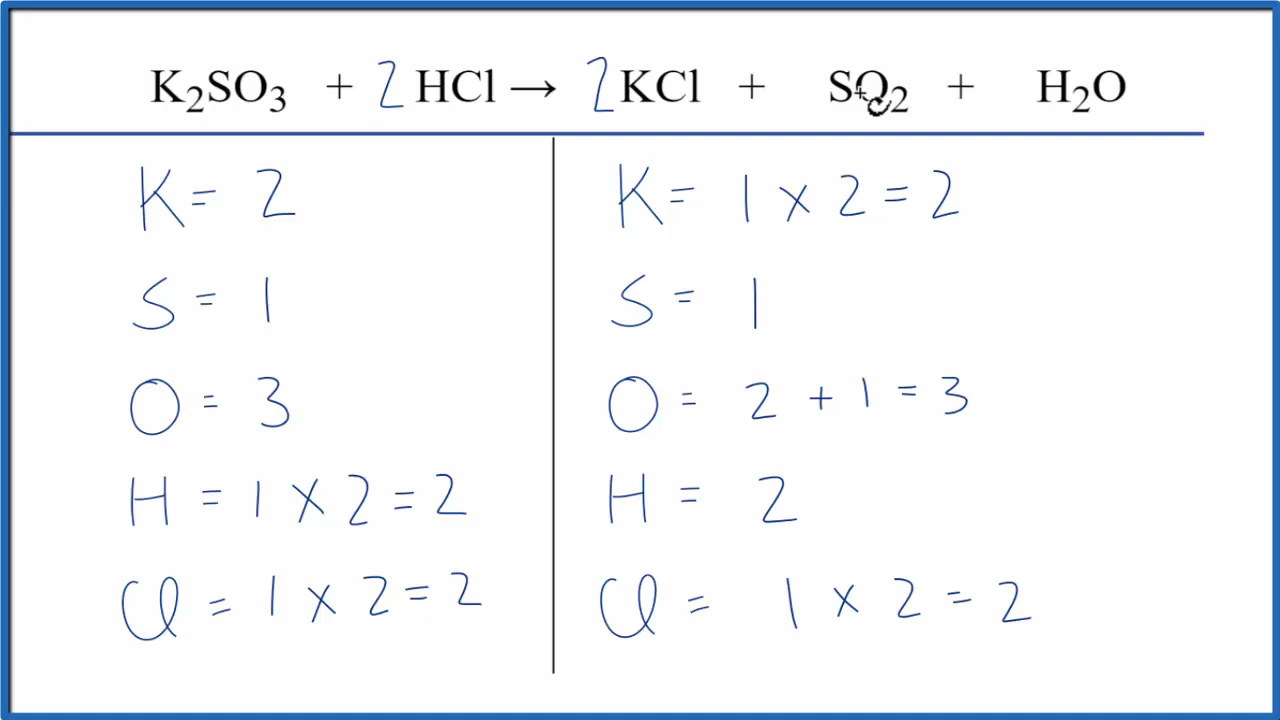 K₂SO₃ + 2 HCl → 2 KCl + SO₂ + H₂O
K = 2
S = 1
O = 3
H = 1 x 2 = 2
Cl = 1 x 2 = 2
K = 1 x 2 = 2
S = 1
O = 2 + 1 = 3
H = 2
Cl = 1 x 2 = 2